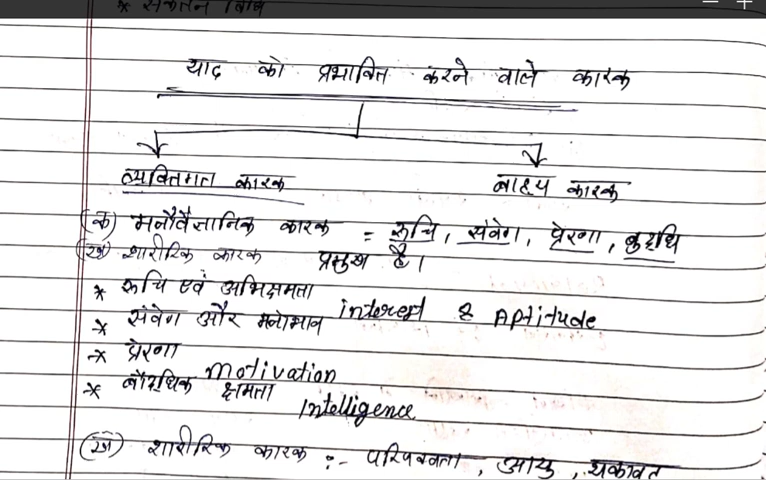 * संकलन विधि
याद को प्रभावित करने वाले कारक
व्यक्तिगत कारक बाह्य कारक
(क) मनोवैज्ञानिक कारक = रूचि, संवेग, प्रेरणा, बुद्धि
(ख) शारीरिक कारक प्रमुख है।
* रूचि एवं अभिक्षमता
* संवेग और मनोभाव interest & Aptitude
* प्रेरणा
* बौद्धिक क्षमता motivation
Intelligence
(ख) शारीरिक कारक :- परिपक्वता, आयु, थकावट